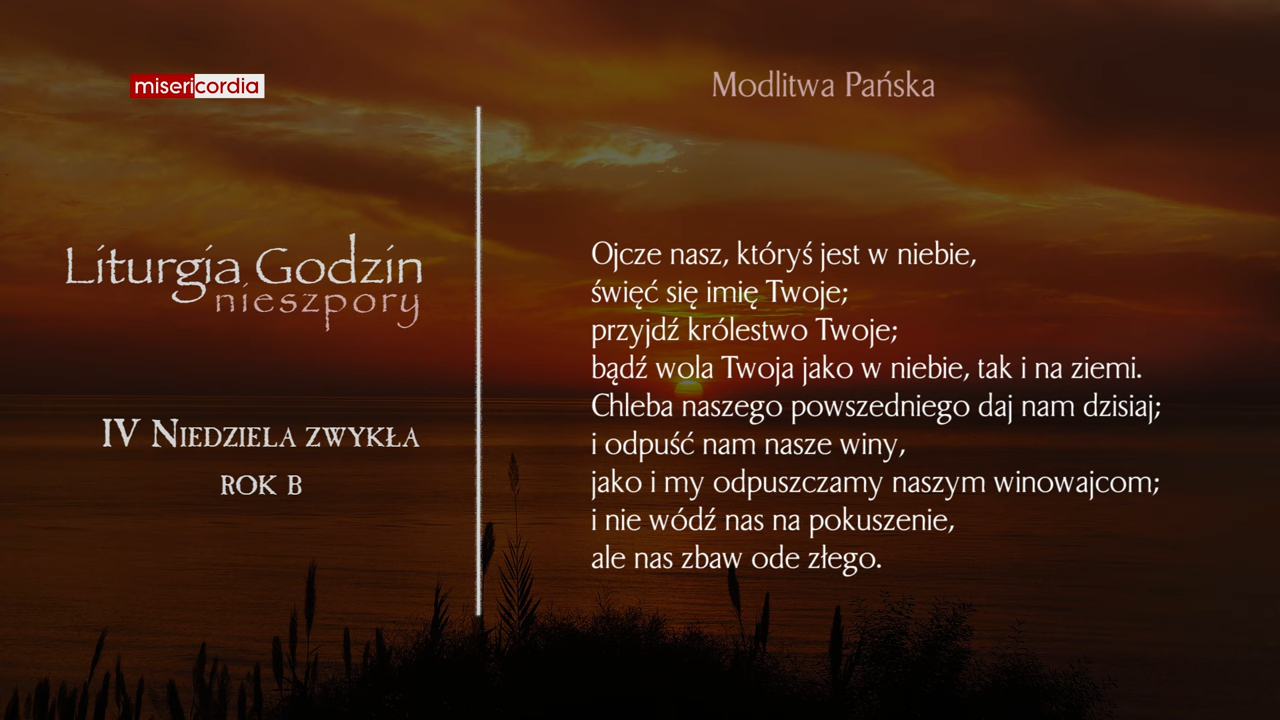 misericordia
Modlitwa Pańska
Liturgia Godzin
nieszpory
IV Niedziela zwykła
rok B
Ojcze nasz, któryś jest w niebie,
święć się imię Twoje;
przyjdź królestwo Twoje;
bądź wola Twoja jako w niebie, tak i na ziemi.
Chleba naszego powszedniego daj nam dzisiaj;
i odpuść nam nasze winy,
jako i my odpuszczamy naszym winowajcom;
i nie wódź nas na pokuszenie,
ale nas zbaw ode złego.